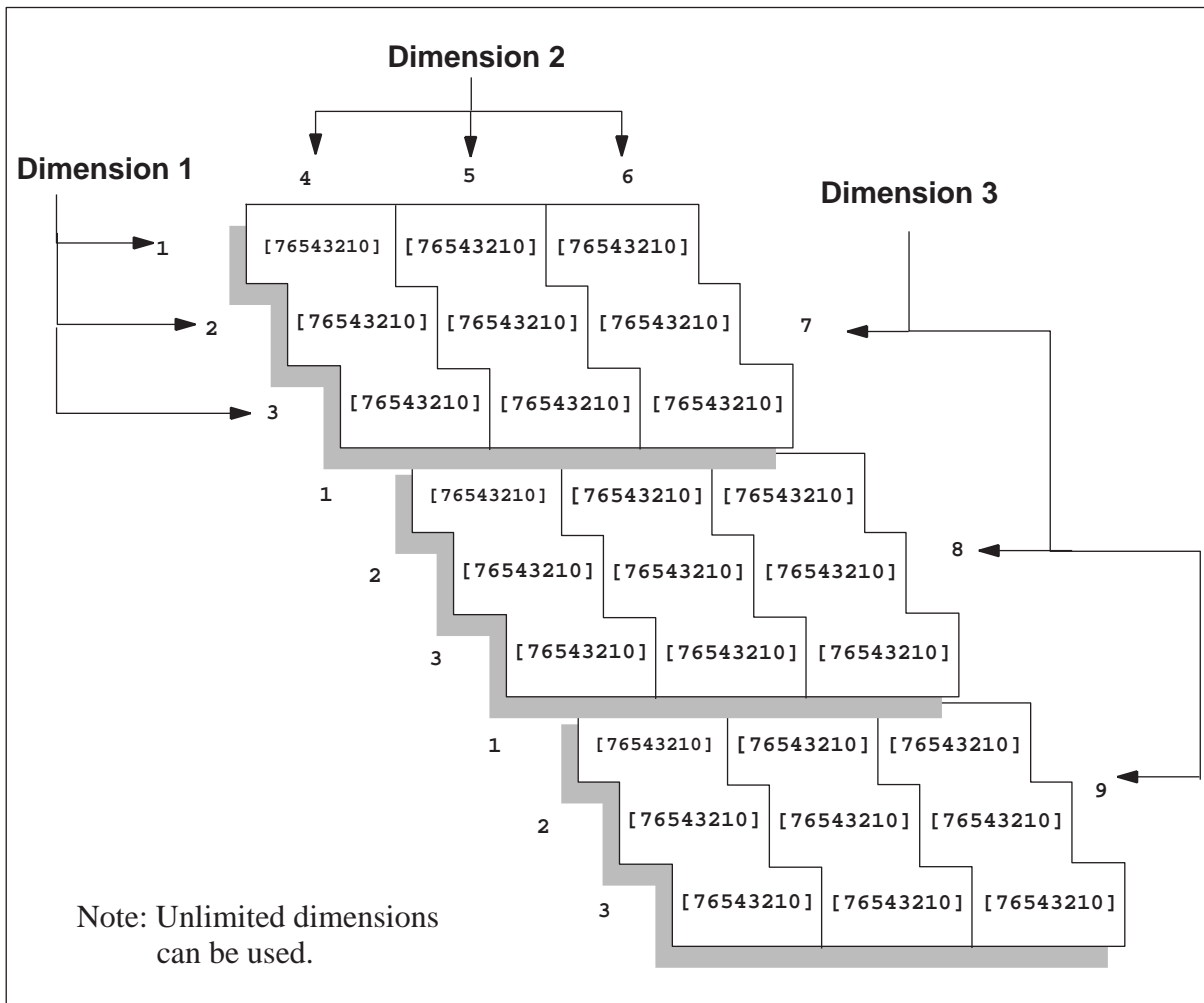 Dimension 2
Dimension 1
4 5 6
Dimension 3
1 [76543210] [76543210] [76543210]
2 [76543210] [76543210] [76543210] 7
3 [76543210] [76543210] [76543210]
1 [76543210] [76543210] [76543210]
2 [76543210] [76543210] [76543210] 8
3 [76543210] [76543210] [76543210]
1 [76543210] [76543210] [76543210]
2 [76543210] [76543210] [76543210] 9
3 [76543210] [76543210] [76543210]
Note: Unlimited dimensions
can be used.